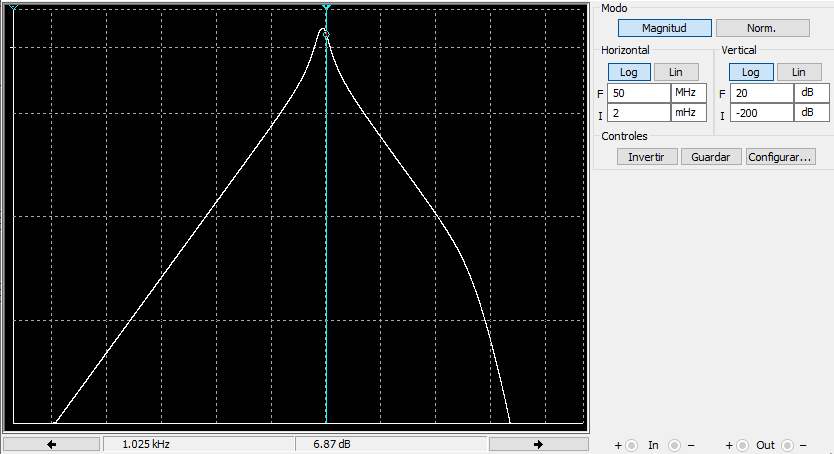 Modo
Magnitud Norm.
Horizontal Vertical
Log Lin Log Lin
F 50 MHz F 20 dB
I 2 mHz I -200 dB
Controles
Invertir Guardar Configurar...
1.025 kHz 6.87 dB
+ In − + Out −